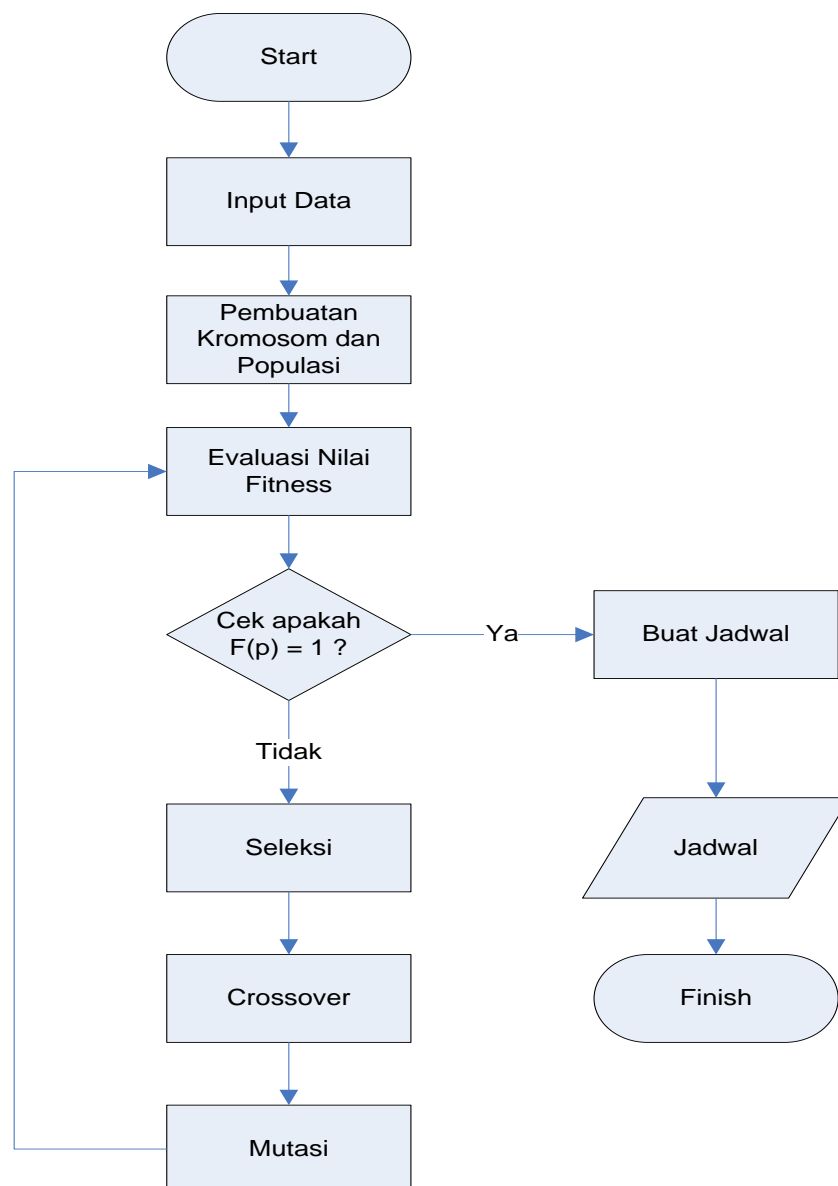 Start
Input Data
Pembuatan
Kromosom dan
Populasi
Evaluasi Nilai
Fitness
Cek apakah
F(p) = 1 ?
Ya
Buat Jadwal
Tidak
Seleksi
Jadwal
Crossover
Finish
Mutasi